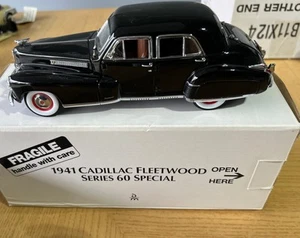 OTHER END
B11X124
FRAGILE
handle with care
1941 CADILLAC FLEETWOOD
SERIES 60 SPECIAL
OPEN
HERE